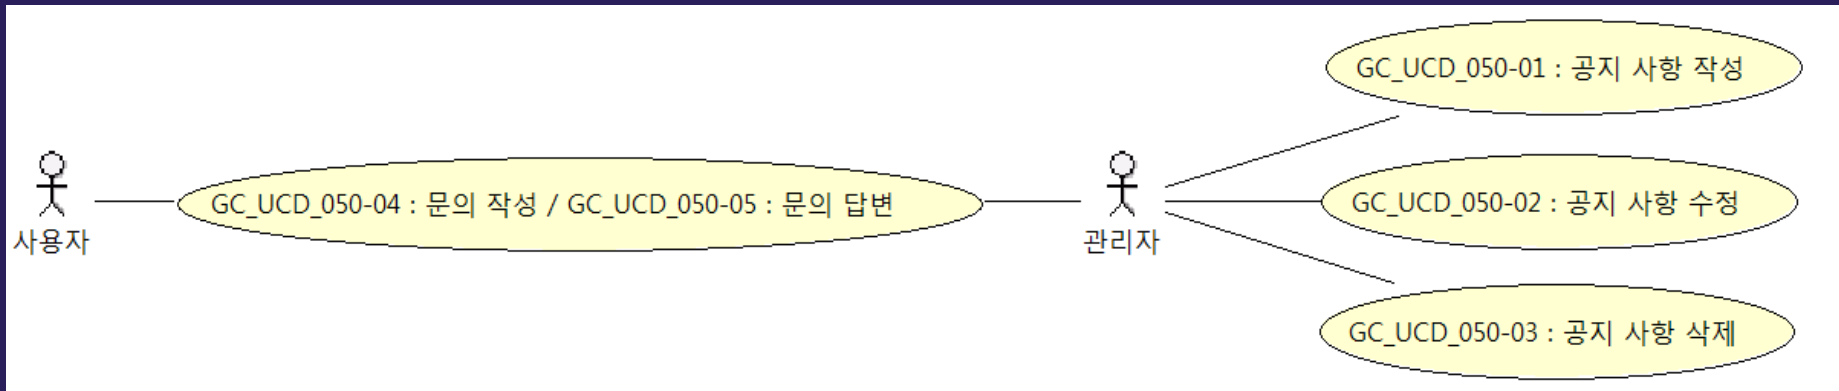 GC_UCD_050-01 : 공지 사항 작성
사용자
GC_UCD_050-04 : 문의 작성 / GC_UCD_050-05 : 문의 답변
관리자
GC_UCD_050-02 : 공지 사항 수정
GC_UCD_050-03 : 공지 사항 삭제